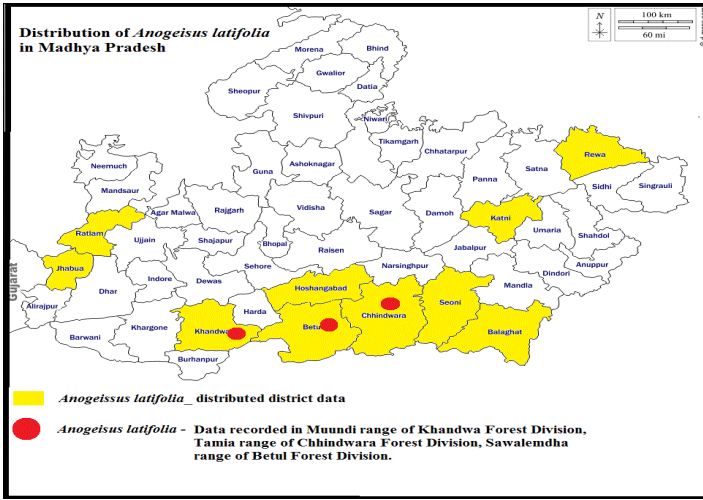 Distribution of Anogeisus latifolia
in Madhya Pradesh
N
100 km
60 mi
Morena
Bhind
Gwalior
Sheopur
Datia
Shivpuri
Niwari
Tikamgarh
Rewa
Neemuch
Guna
Ashoknagar
Chhatarpur
Panna
Satna
Sidhi
Singrauli
Mandsaur
Agar Malwa
Rajgarh
Vidisha
Sagar
Damoh
Katni
Ratlam
Umaria
Shahdol
Ujjain
Shajapur
Bhopal
Raisen
Jabalpur
Jhabua
Sehore
Narsinghpur
Anuppur
Gujarat
Indore
Dewas
Dindori
Dhar
Hoshangabad
Mandla
Alirajpur
Seoni
Harda
Chhindwara
Khargone
Khandwa
Betul
Balaghat
Barwani
Burhanpur
Anogeissus latifolia_ distributed district data
Anogeisus latifolia - Data recorded in Muundi range of Khandwa Forest Division,
Tamia range of Chhindwara Forest Division, Sawalemdha
range of Betul Forest Division.